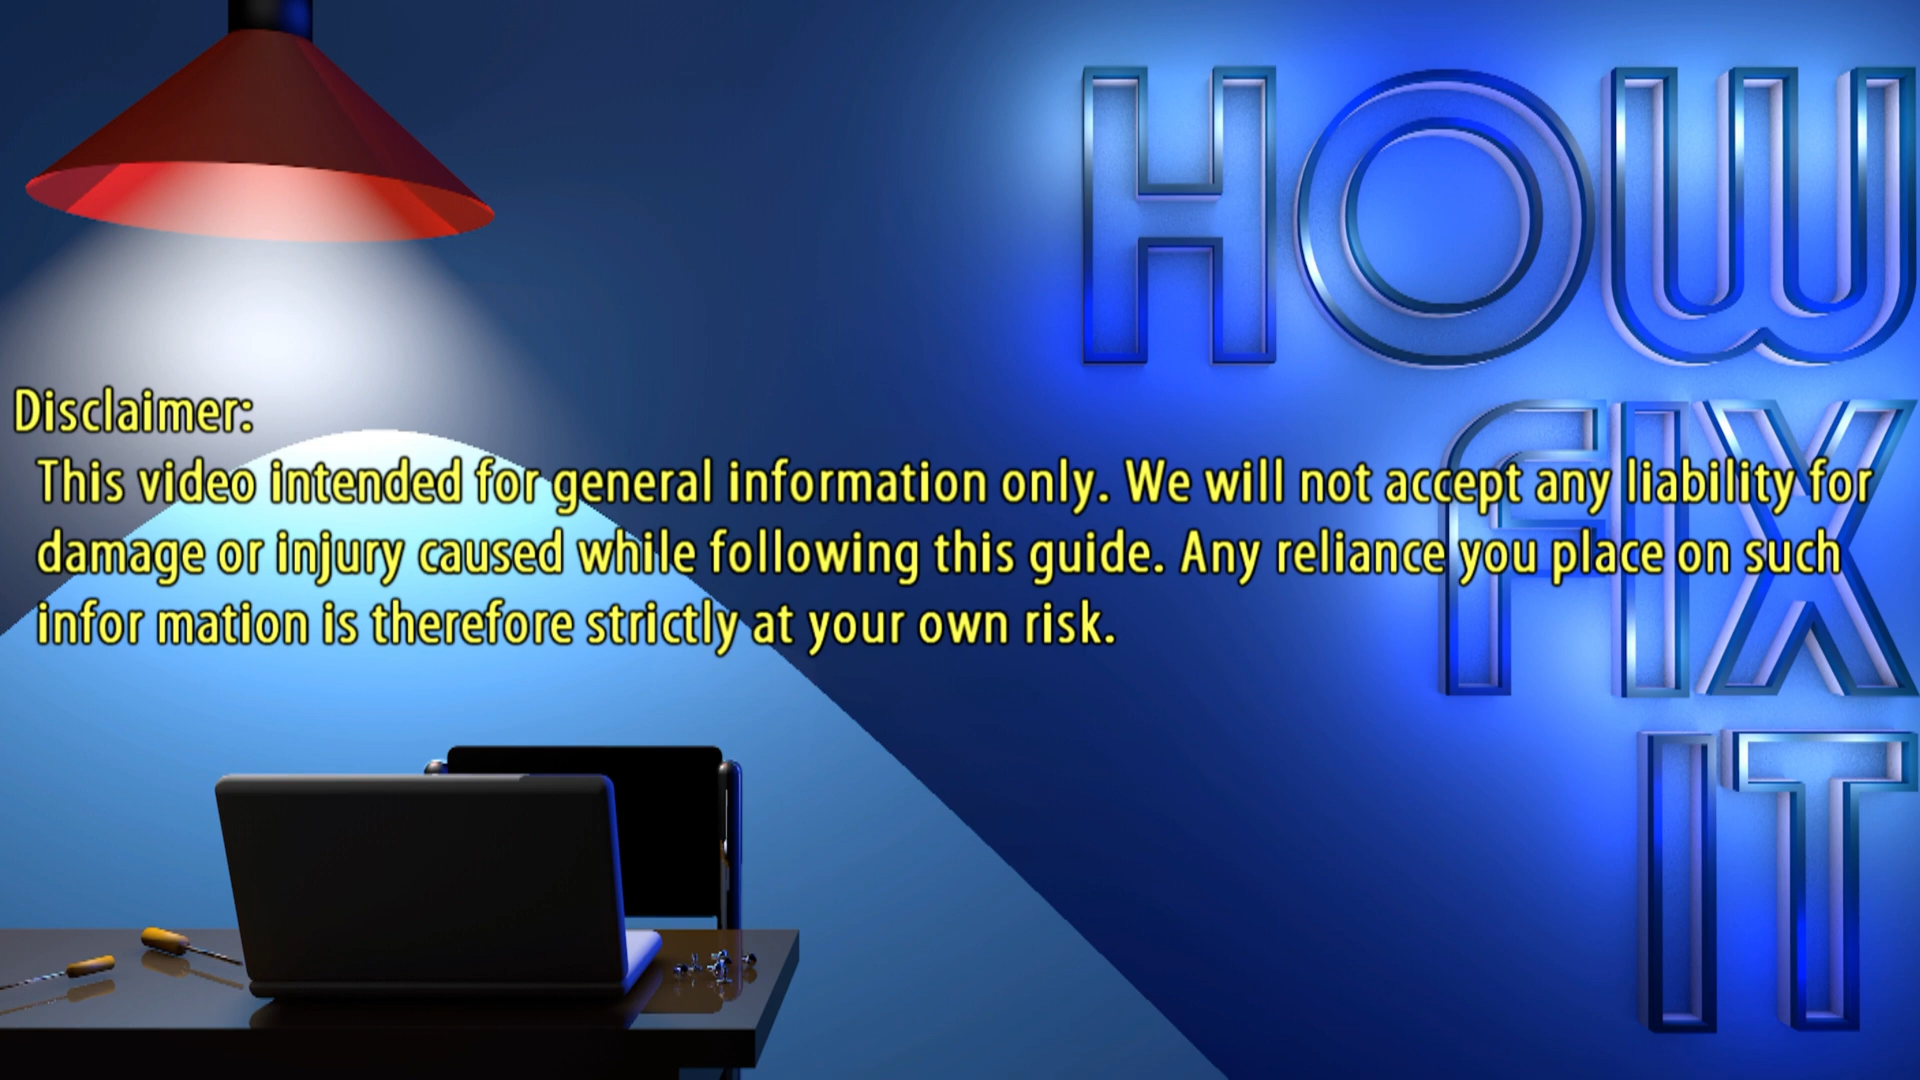 HOW
FIX
IT
Disclaimer:
This video intended for general information only. We will not accept any liability for
damage or injury caused while following this guide. Any reliance you place on such
infor mation is therefore strictly at your own risk.